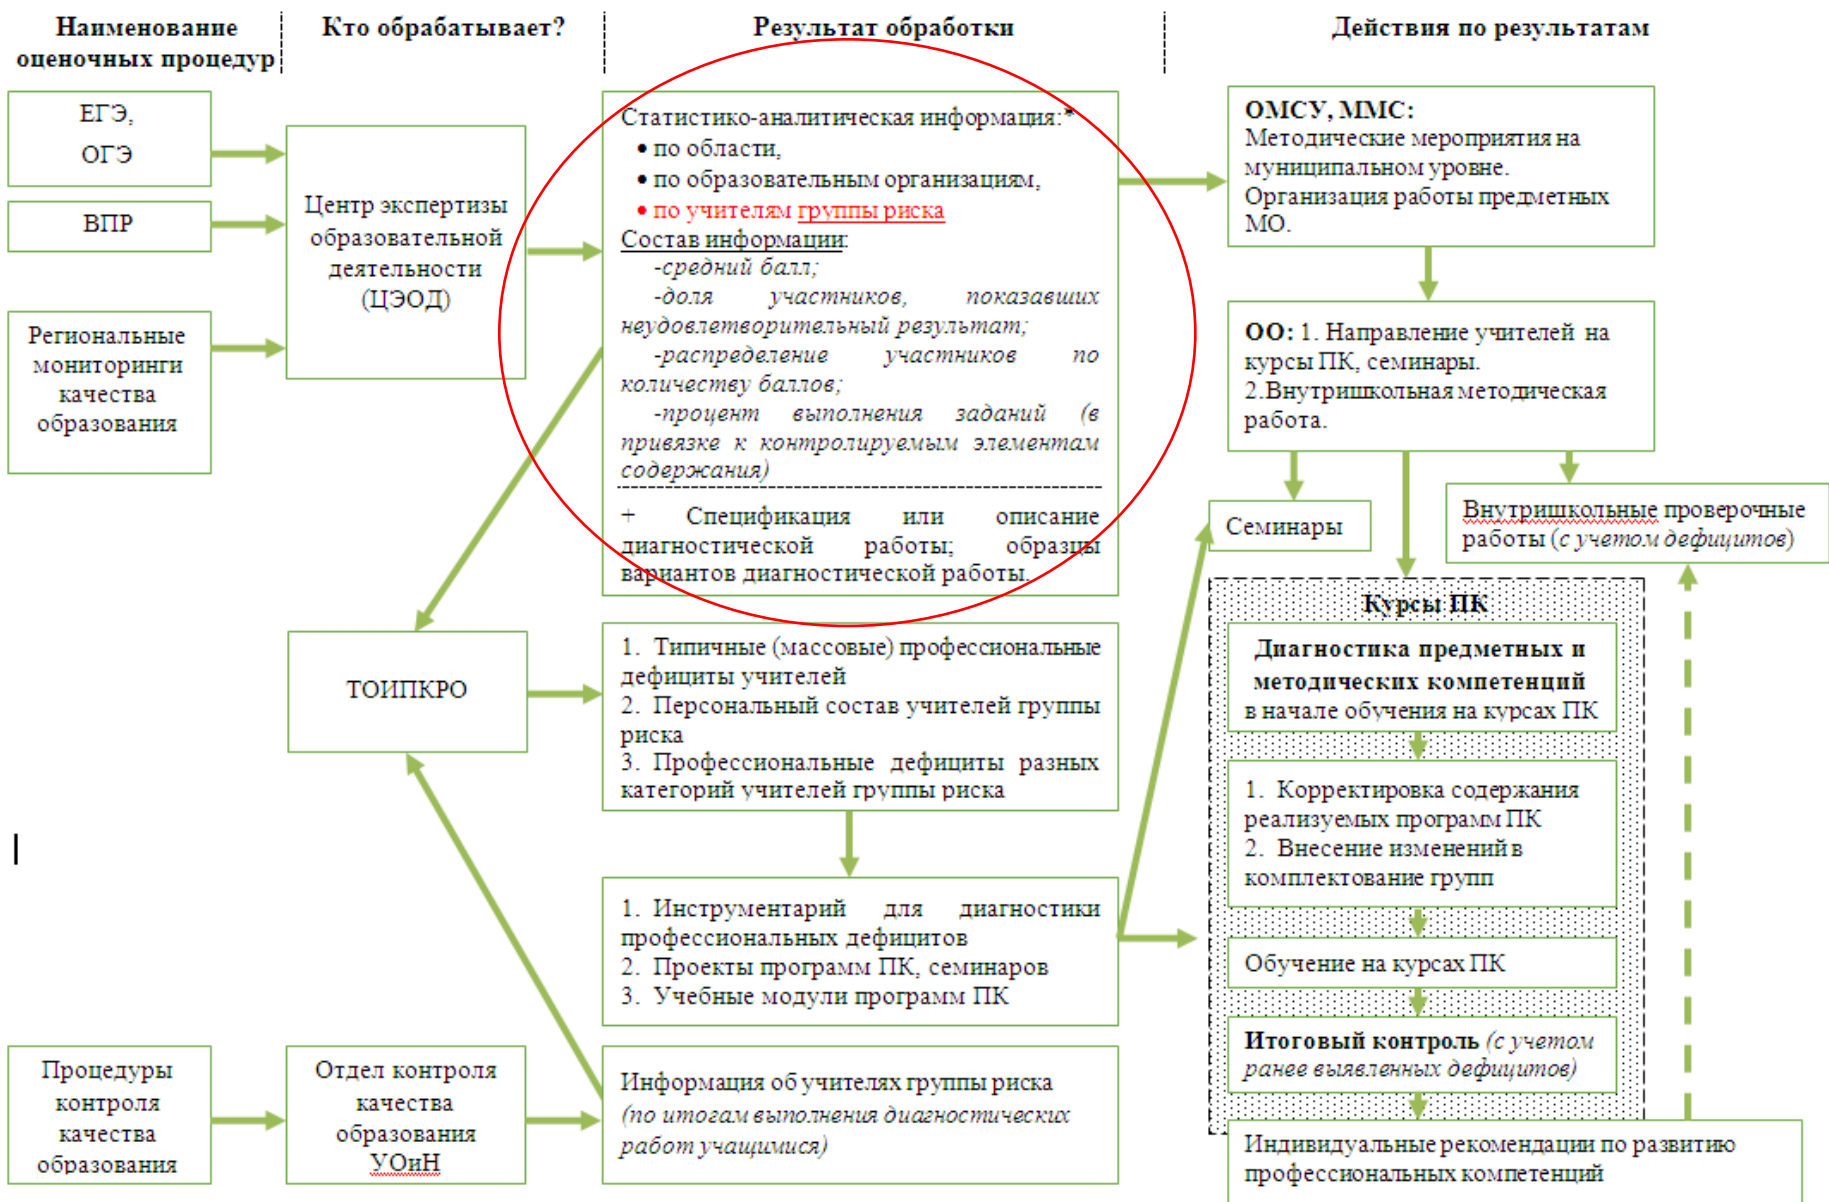 Наименование
оценочных процедур
Кто обрабатывает?
Результат обработки
Действия по результатам
ЕГЭ,
ОГЭ
ВПР
Региональные
мониторинги
качества
образования
Центр экспертизы
образовательной
деятельности
(ЦЭОД)
Статистико-аналитическая информация:*
• по области,
• по образовательным организациям,
• по учителям группы риска
Состав информации:
-средний балл;
-доля участников, показавших
неудовлетворительный результат;
-распределение участников по
количеству баллов;
-процент выполнения заданий (в
привязке к контролируемым элементам
содержания)
+ Спецификация или описание
диагностической работы; образцы
вариантов диагностической работы.
ОМСУ, ММС:
Методические мероприятия на
муниципальном уровне.
Организация работы предметных
МО.
ОО: 1. Направление учителей на
курсы ПК, семинары.
2.Внутришкольная методическая
работа.
Семинары
Внутришкольные проверочные
работы (с учетом дефицитов)
ТОИПКРО
1. Типичные (массовые) профессиональные
дефициты учителей
2. Персональный состав учителей группы
риска
3. Профессиональные дефициты разных
категорий учителей группы риска
Курсы ПК
Диагностика предметных и
методических компетенций
в начале обучения на курсах ПК
1. Корректировка содержания
реализуемых программ ПК
2. Внесение изменений в
комплектование групп
1. Инструментарий для диагностики
профессиональных дефицитов
2. Проекты программ ПК, семинаров
3. Учебные модули программ ПК
Обучение на курсах ПК
Итоговый контроль (с учетом
ранее выявленных дефицитов)
Процедуры
контроля
качества
образования
Отдел контроля
качества
образования
УОиН
Информация об учителях группы риска
(по итогам выполнения диагностических
работ учащимися)
Индивидуальные рекомендации по развитию
профессиональных компетенций